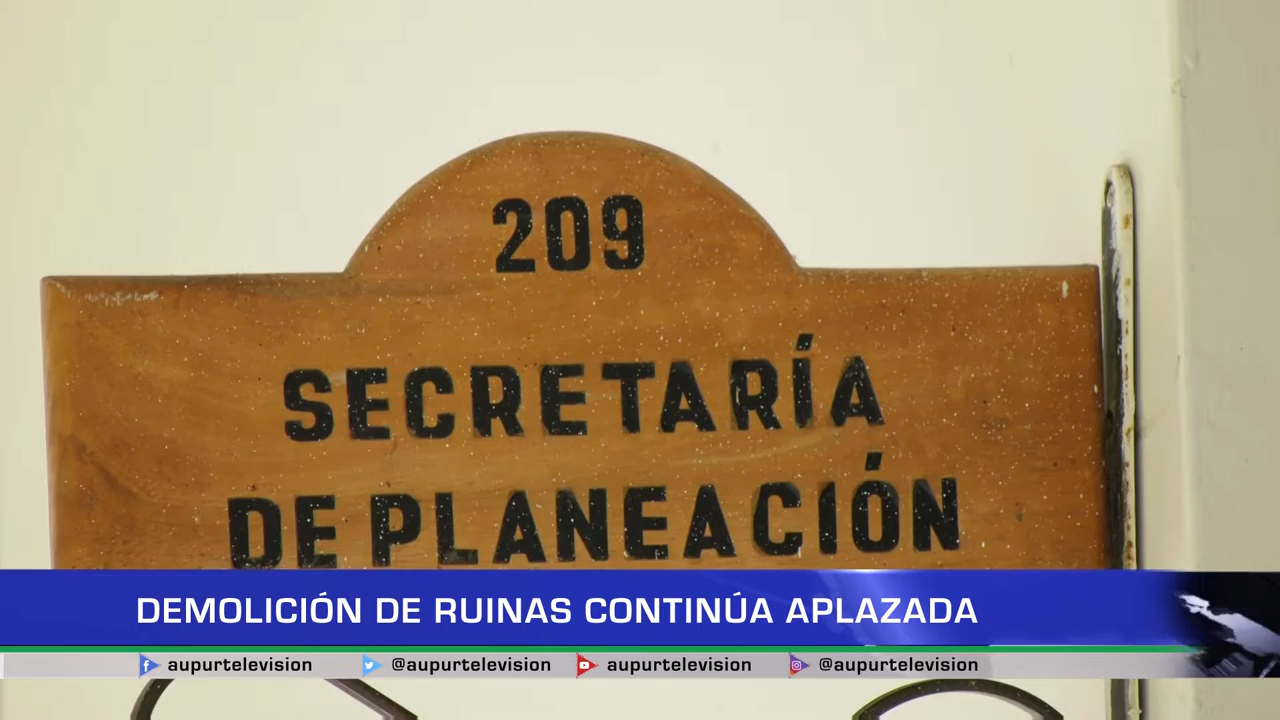 209
SECRETARÍA
DE PLANEACIÓN
DEMOLICIÓN DE RUINAS CONTINÚA APLAZADA
aupurtelevision @aupurtelevision aupurtelevision @aupurtelevision